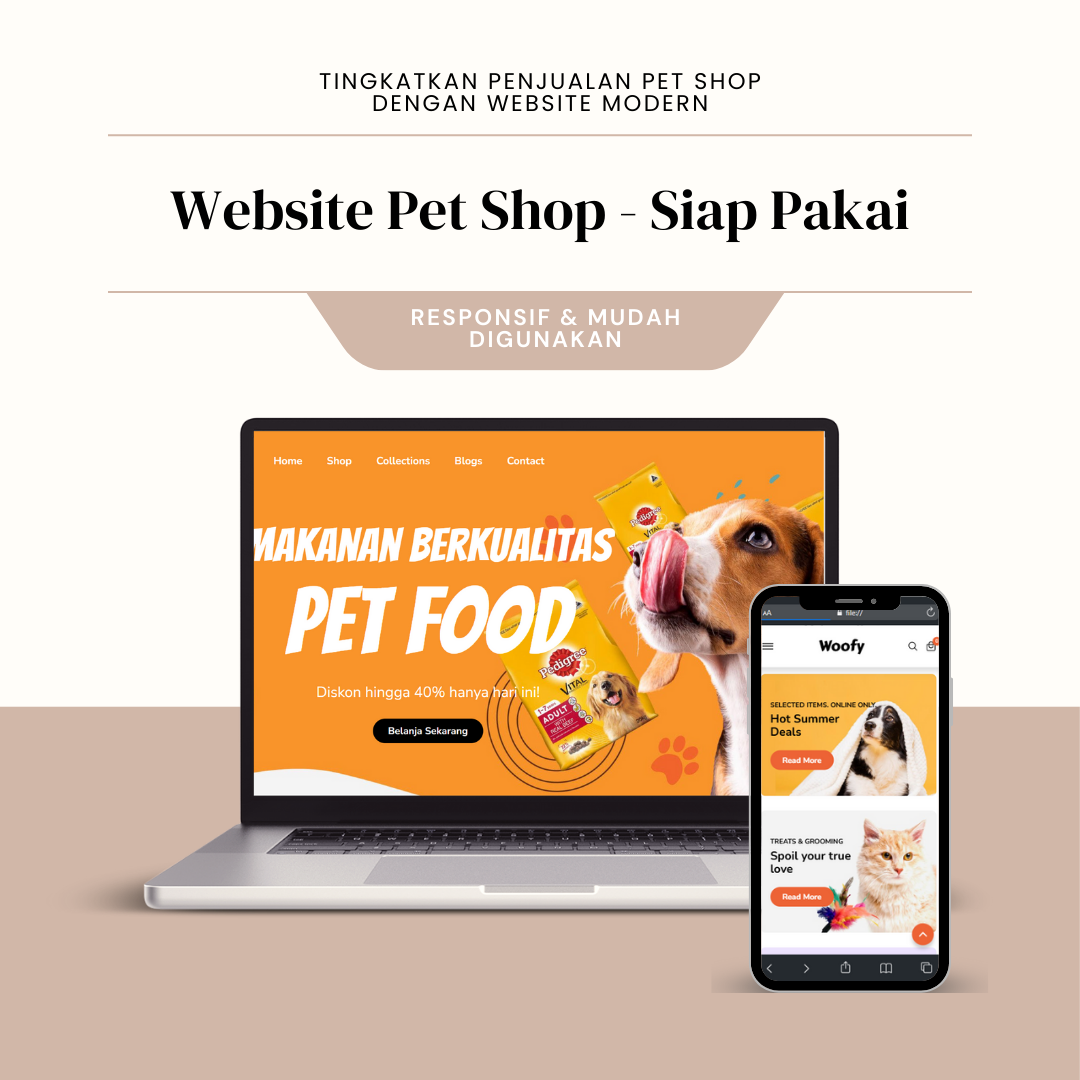 TINGKATKAN PENJUALAN PET SHOP
DENGAN WEBSITE MODERN
Website Pet Shop - Siap Pakai
RESPONSIF & MUDAH
DIGUNAKAN
Home Shop Collections Blogs Contact
MAKANAN BERKUALITAS
PET FOOD
Diskon hingga 40% hanya hari ini!
Belanja Sekarang
Pedigree
VITAL
Pedigree
VITAL
ADULT
WITH
REAL BEEF
AA file://
Woofy
SELECTED ITEMS. ONLINE ONLY
Hot Summer
Deals
Read More
TREATS & GROOMING
Spoil your true
love
Read More